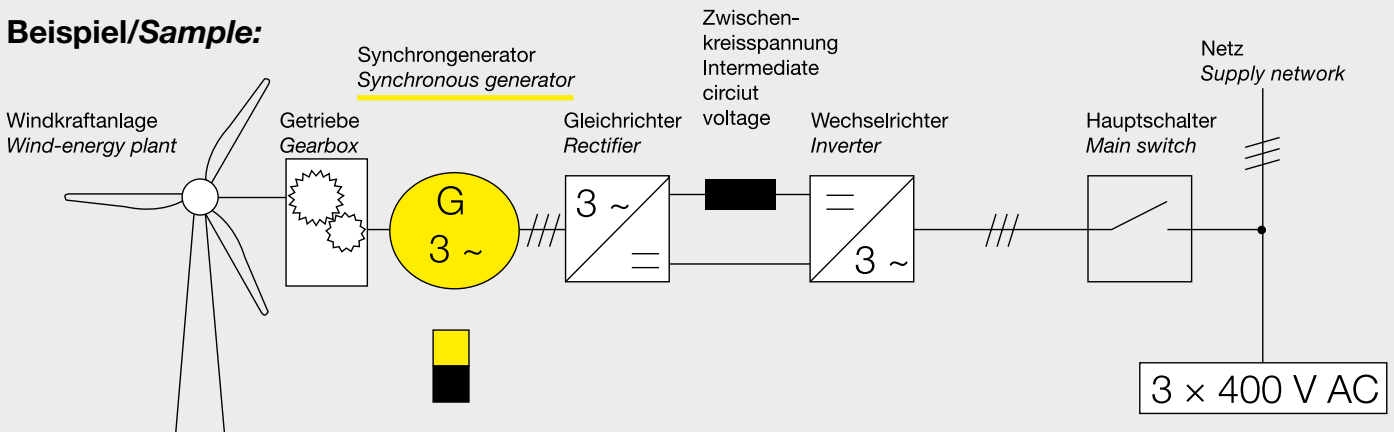 Beispiel/Sample:
Windkraftanlage
Wind-energy plant
Getriebe
Gearbox
Synchrongenerator
Synchronous generator
Gleichrichter
Rectifier
Zwischen-
kreisspannung
Intermediate
circiut
voltage
Wechselrichter
Inverter
Hauptschalter
Main switch
Netz
Supply network
G
3 ~
3 ~
3 ~
3 × 400 V AC